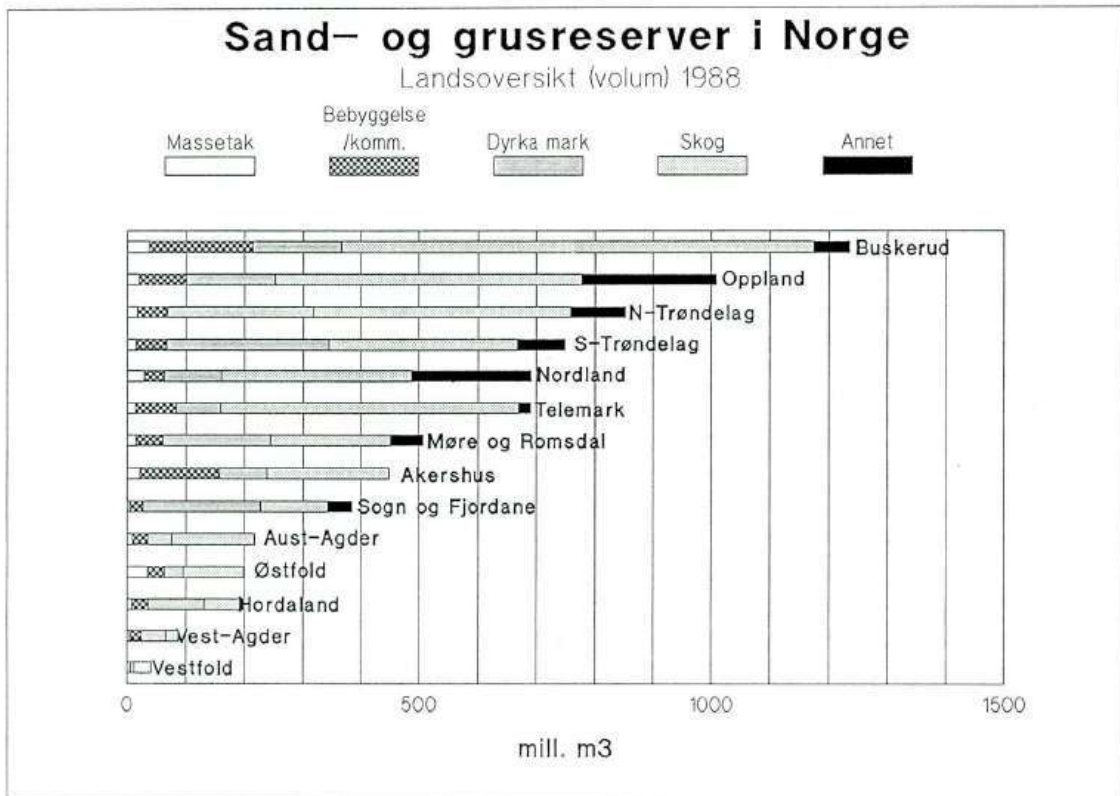 Sand– og grusreserver i Norge
Landsoversikt (volum) 1988
Massetak
Bebyggelse
/komm.
Dyrka mark
Skog
Annet
Buskerud
Oppland
N-Trøndelag
S-Trøndelag
Nordland
Telemark
Møre og Romsdal
Akershus
Sogn og Fjordane
Aust-Agder
Østfold
Hordaland
Vest-Agder
Vestfold
0 500 1000 1500
mill. m3